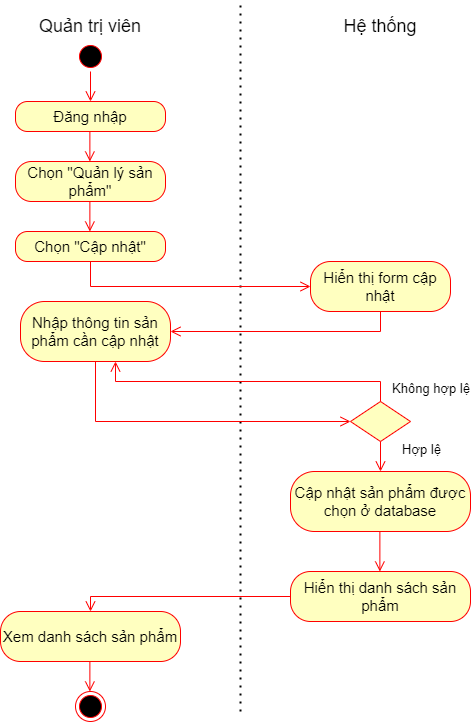 Quản trị viên
Hệ thống
Đăng nhập
Chọn "Quản lý sản
phẩm"
Chọn "Cập nhật"
Hiển thị form cập
nhật
Nhập thông tin sản
phẩm cần cập nhật
Không hợp lệ
Hợp lệ
Cập nhật sản phẩm được
chọn ở database
Hiển thị danh sách sản
phẩm
Xem danh sách sản phẩm